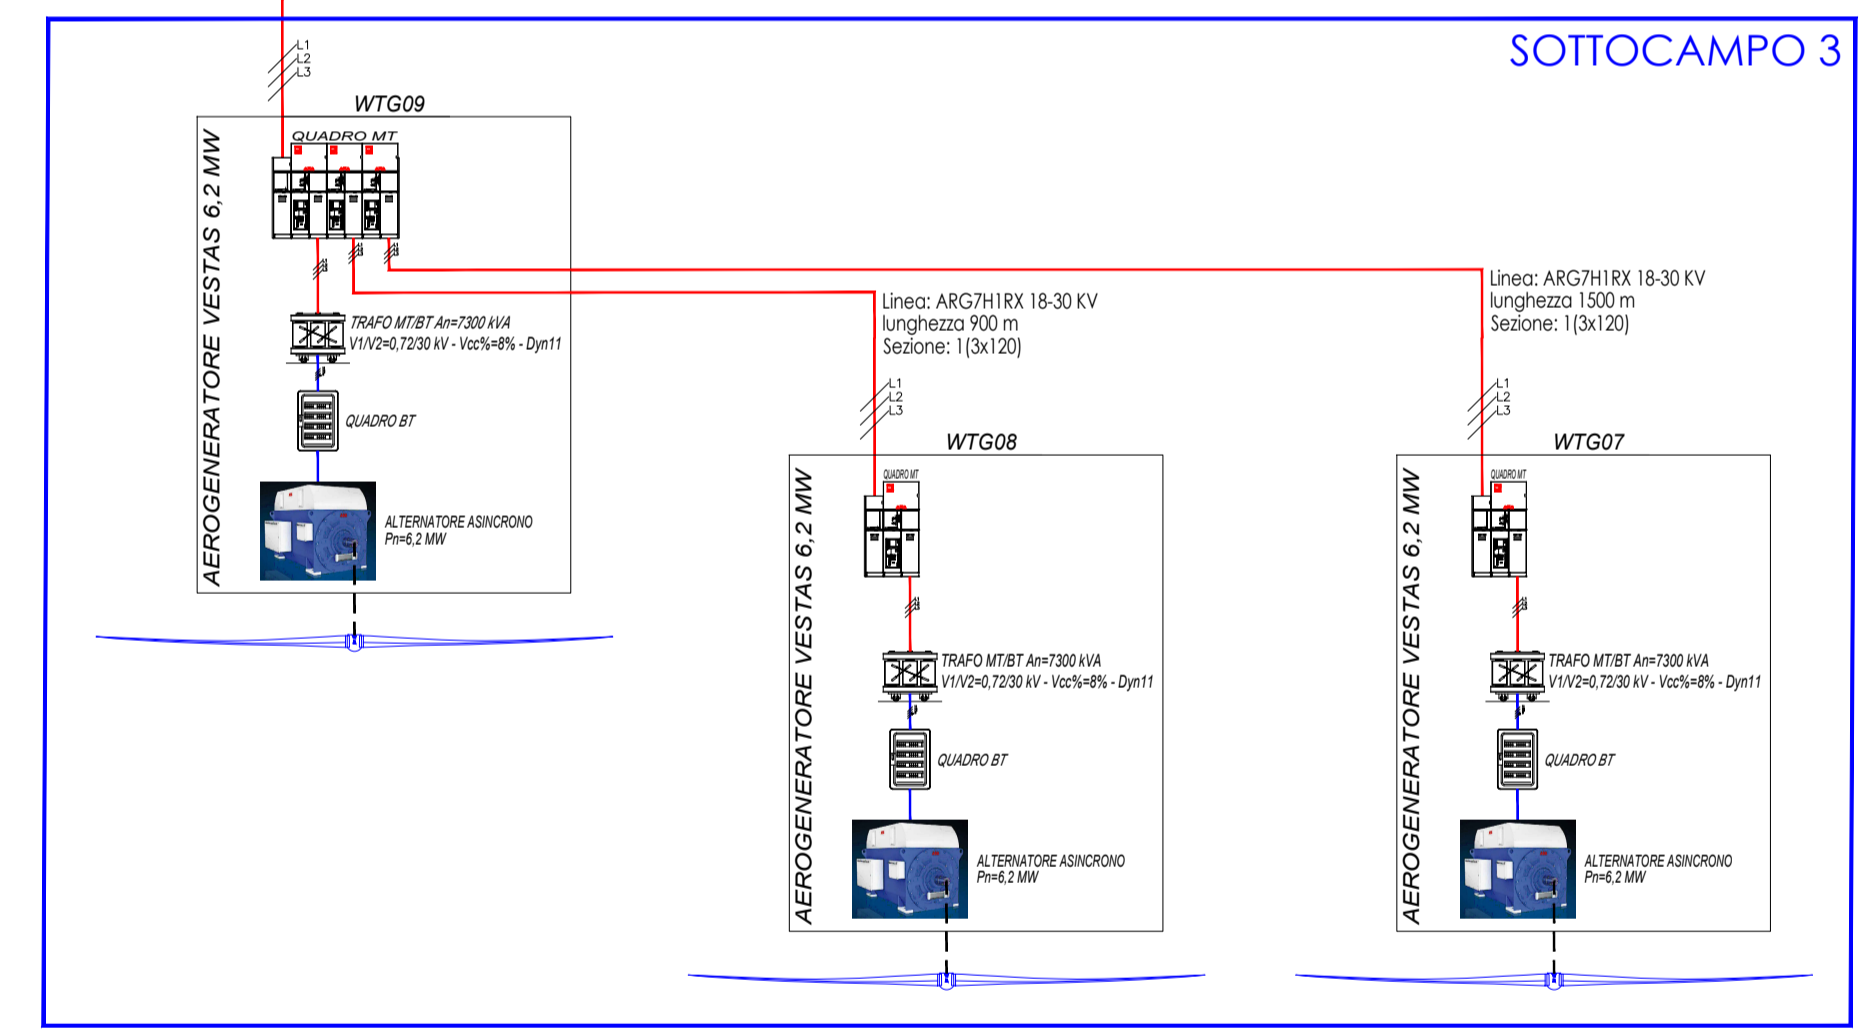 SOTTOCAMPO 3
L1
L2
L3
WTG09
QUADRO MT
AEROGENERATORE VESTAS 6,2 MW
TRAFO MT/BT An=7300 kVA
V1/V2=0,72/30 kV - Vcc%=8% - Dyn11
QUADRO BT
ALTERNATORE ASINCRONO
Pn=6,2 MW
Linea: ARG7H1RX 18-30 KV
lunghezza 900 m
Sezione: 1(3x120)
L1
L2
L3
WTG08
QUADRO MT
AEROGENERATORE VESTAS 6,2 MW
TRAFO MT/BT An=7300 kVA
V1/V2=0,72/30 kV - Vcc%=8% - Dyn11
QUADRO BT
ALTERNATORE ASINCRONO
Pn=6,2 MW
Linea: ARG7H1RX 18-30 KV
lunghezza 1500 m
Sezione: 1(3x120)
L1
L2
L3
WTG07
QUADRO MT
AEROGENERATORE VESTAS 6,2 MW
TRAFO MT/BT An=7300 kVA
V1/V2=0,72/30 kV - Vcc%=8% - Dyn11
QUADRO BT
ALTERNATORE ASINCRONO
Pn=6,2 MW